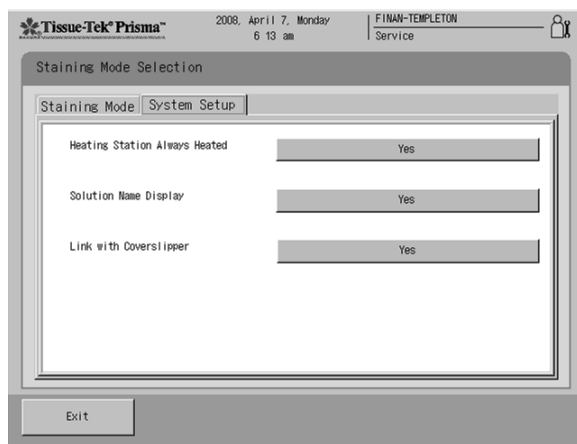 Tissue-Tek® Prisma™
2008, April 7, Monday
6 13 am
FINAN-TEMPLETON
Service
Staining Mode Selection
Staining Mode
System Setup
Heating Station Always Heated
Yes
Solution Name Display
Yes
Link with Coverslipper
Yes
Exit